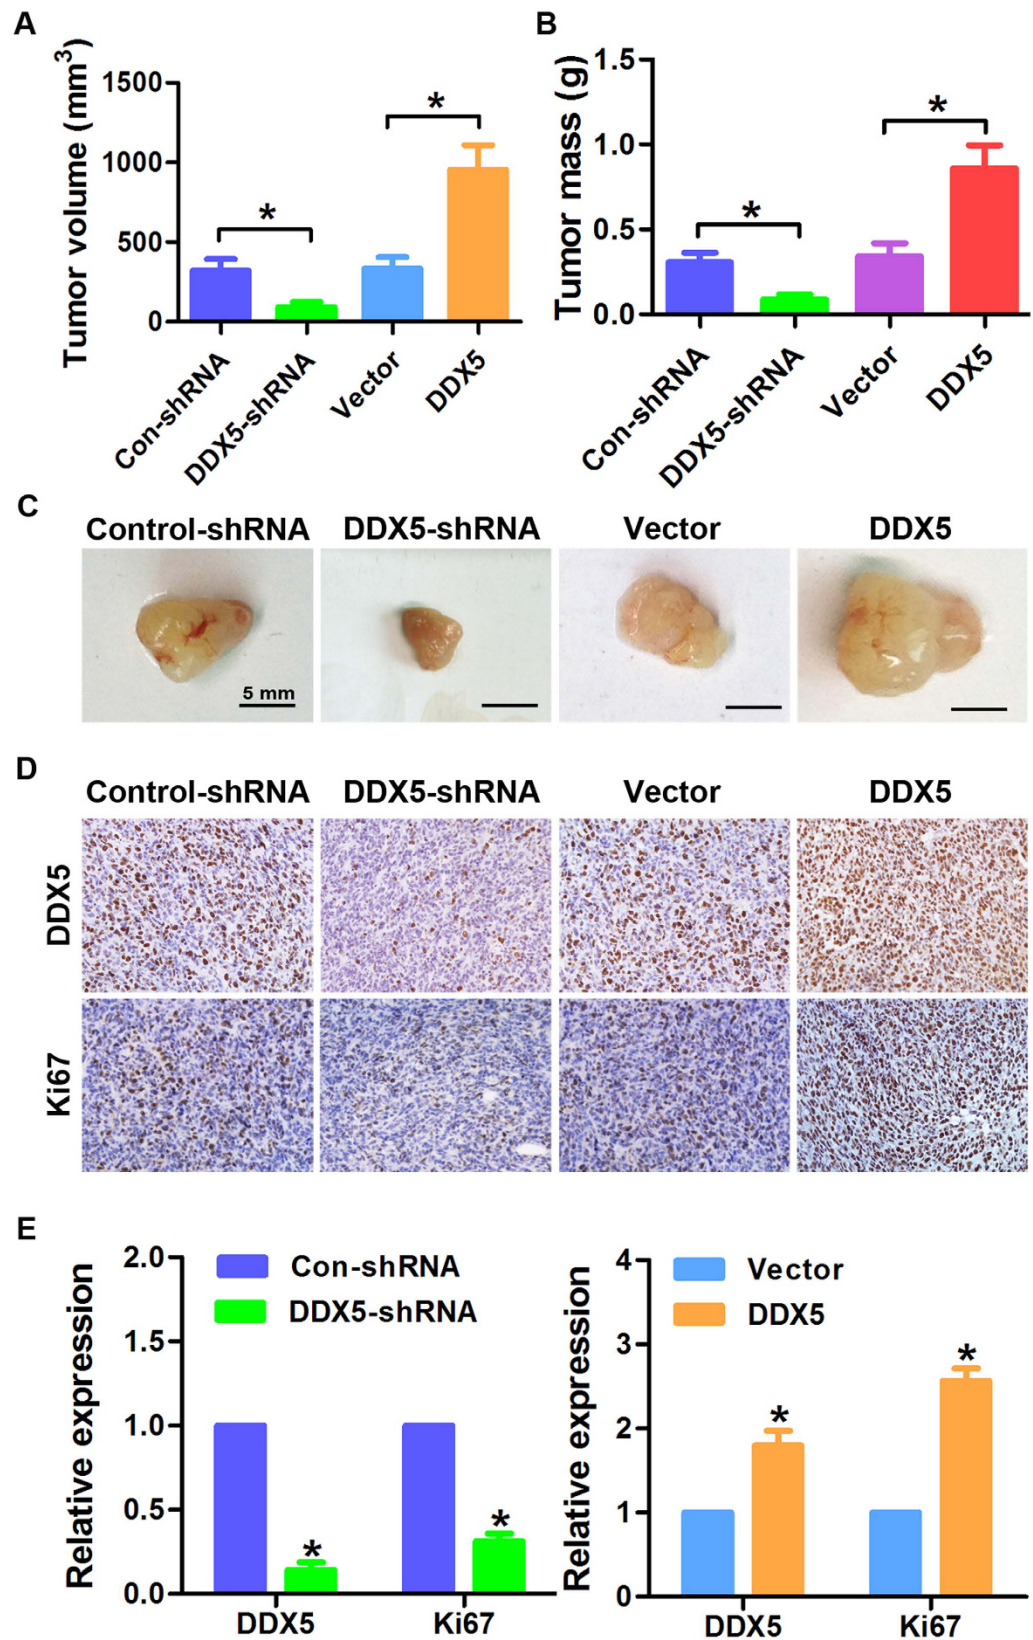 A
Tumor volume (mm³)
1500
1000
500
0
*
*
Con-shRNA
DDX5-shRNA
Vector
DDX5
B
Tumor mass (g)
1.5
1.0
0.5
0.0
*
*
Con-shRNA
DDX5-shRNA
Vector
DDX5
C
Control-shRNA DDX5-shRNA Vector DDX5
5 mm
D
Control-shRNA DDX5-shRNA Vector DDX5
DDX5
Ki67
E
Relative expression
2.0
1.5
1.0
0.5
0.0
Con-shRNA
DDX5-shRNA
*
*
DDX5 Ki67
Relative expression
4
3
2
1
0
Vector
DDX5
*
*
DDX5 Ki67